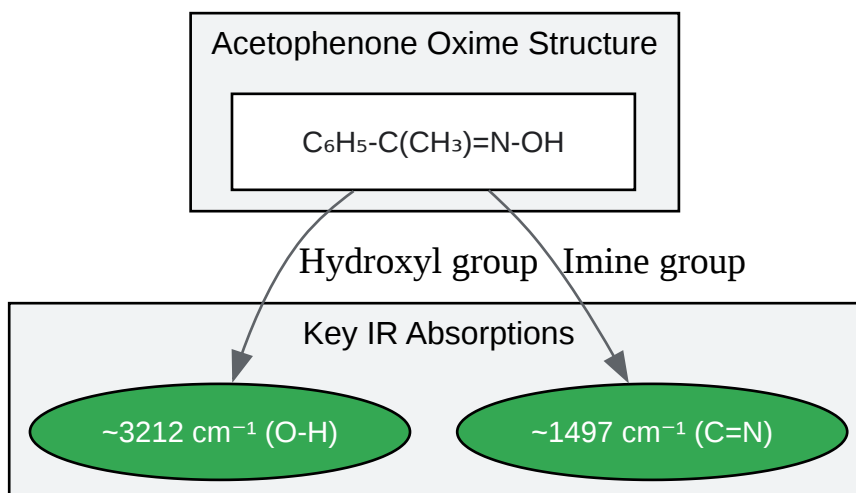 Acetophenone Oxime Structure
C₆H₅-C(CH₃)=N-OH
Hydroxyl group
Imine group
Key IR Absorptions
~3212 cm⁻¹ (O-H)
~1497 cm⁻¹ (C=N)